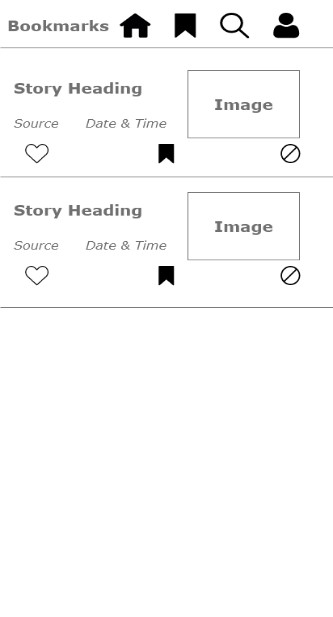 Bookmarks
Story Heading
Image
Source Date & Time
Story Heading
Image
Source Date & Time